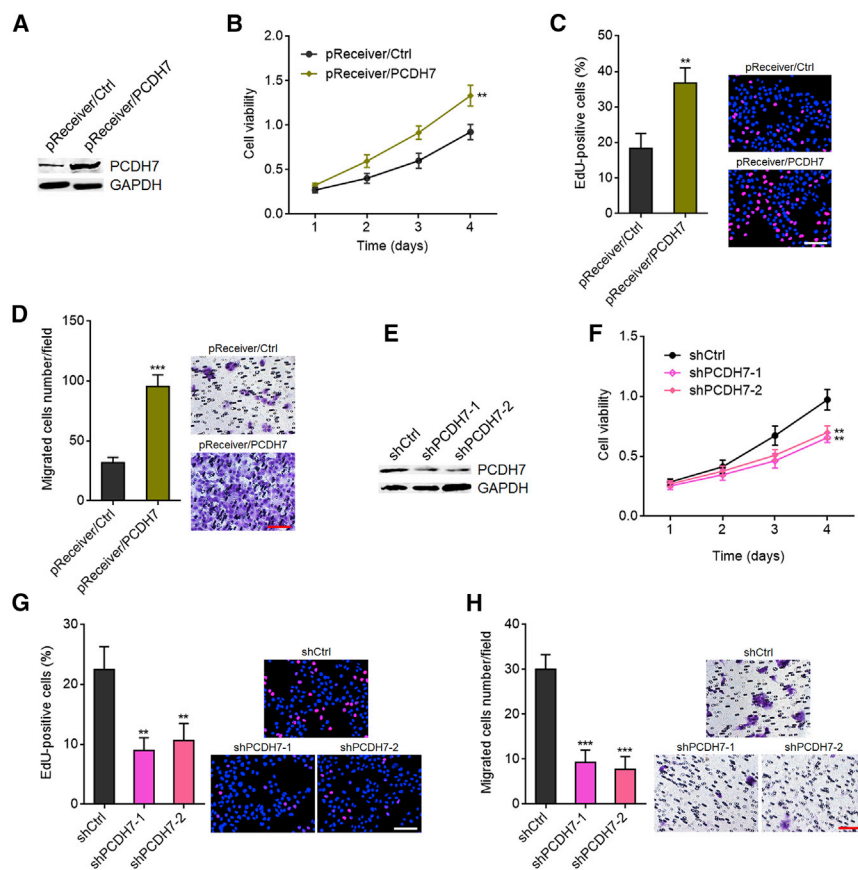 A
pReceiver/Ctrl
pReceiver/PCDH7
PCDH7
GAPDH
B
2.0
1.5
1.0
0.5
0.0
Cell viability
pReceiver/Ctrl
pReceiver/PCDH7
**
1 2 3 4
Time (days)
C
50
40
30
20
10
0
EdU-positive cells (%)
**
pReceiver/Ctrl
pReceiver/PCDH7
pReceiver/Ctrl
pReceiver/PCDH7
D
150
100
50
0
Migrated cells number/field
***
pReceiver/Ctrl
pReceiver/PCDH7
pReceiver/Ctrl
pReceiver/PCDH7
E
shCtrl
shPCDH7-1
shPCDH7-2
PCDH7
GAPDH
F
1.5
1.0
0.5
0.0
Cell viability
shCtrl
shPCDH7-1
shPCDH7-2
**
**
1 2 3 4
Time (days)
G
30
20
10
0
EdU-positive cells (%)
** **
shCtrl
shPCDH7-1
shPCDH7-2
shCtrl
shPCDH7-1 shPCDH7-2
H
40
30
20
10
0
Migrated cells number/field
*** ***
shCtrl
shPCDH7-1
shPCDH7-2
shCtrl
shPCDH7-1 shPCDH7-2